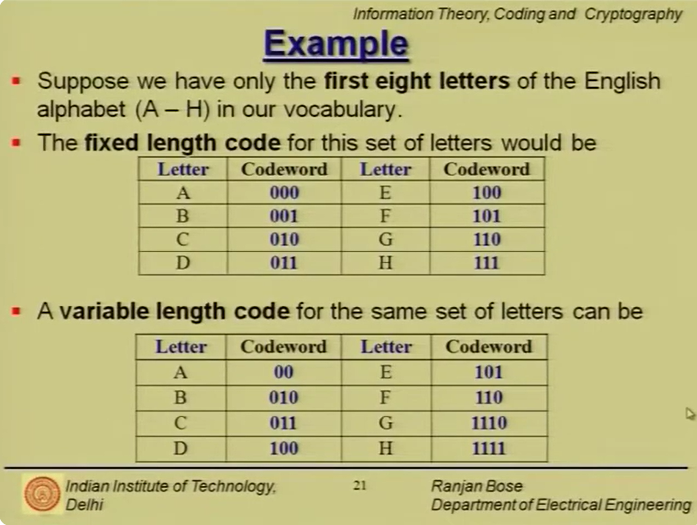 Information Theory, Coding and Cryptography
Example
Suppose we have only the first eight letters of the English
alphabet (A – H) in our vocabulary.
The fixed length code for this set of letters would be
Letter Codeword Letter Codeword
A 000 E 100
B 001 F 101
C 010 G 110
D 011 H 111
A variable length code for the same set of letters can be
Letter Codeword Letter Codeword
A 00 E 101
B 010 F 110
C 011 G 1110
D 100 H 1111
Indian Institute of Technology, 21 Ranjan Bose
Delhi Department of Electrical Engineering